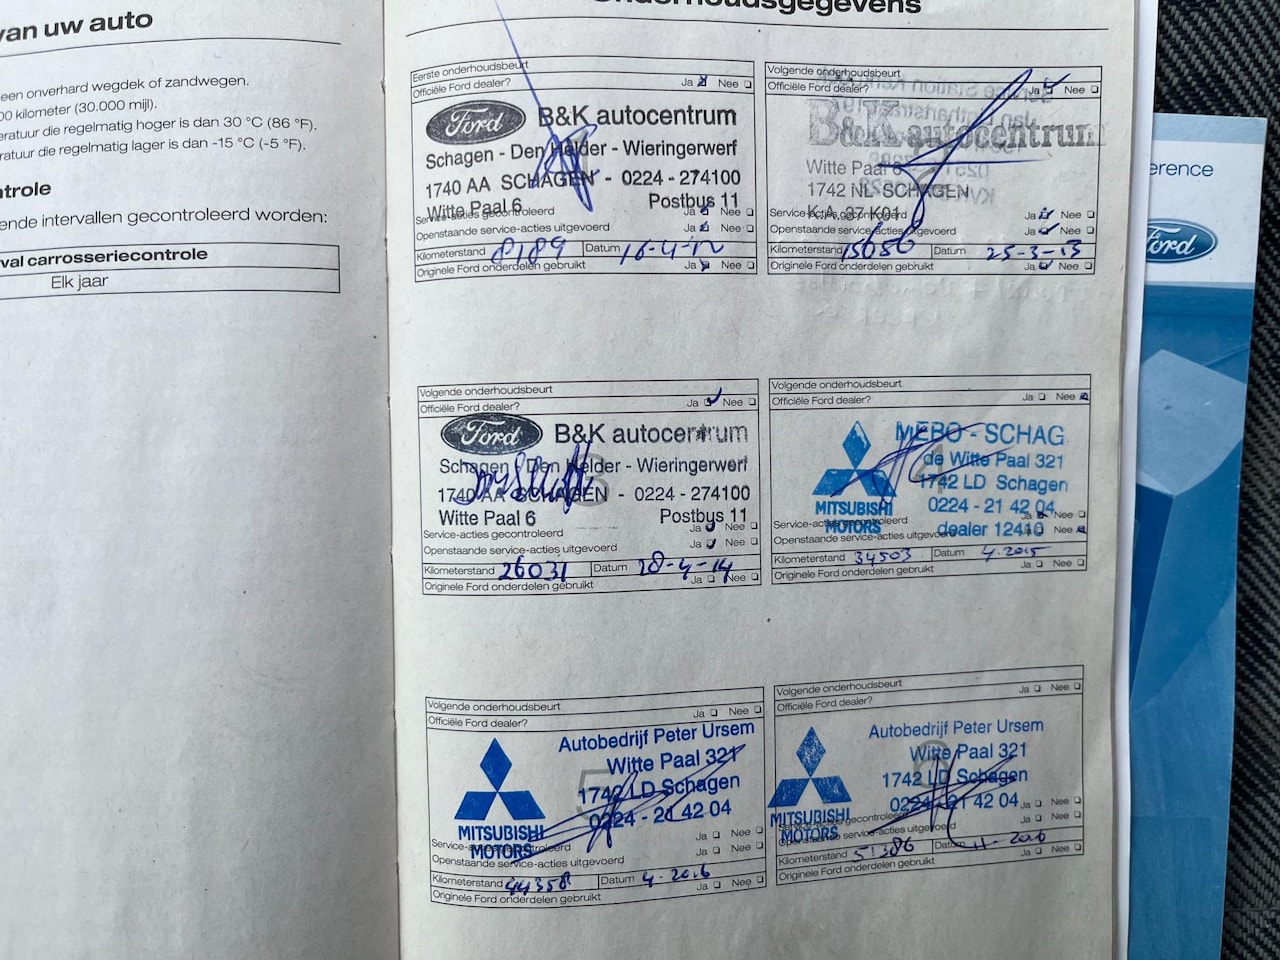 van uw auto
een onverhard wegdek of zandwegen.
00 kilometer (30.000 mijl).
eratuur die regelmatig hoger is dan 30 °C (86 °F).
ratuur die regelmatig lager is dan -15 °C (-5 °F).
ntrole
ende intervallen gecontroleerd worden:
rval carrosseriecontrole
Elk jaar
Onderhoudsgegevens
Eerste onderhoudsbeurt
Officiële Ford dealer? Ja Nee
Ford B&K autocentrum
Schagen - Den Helder - Wieringerwerf
1740 AA SCHAGEN - 0224 - 274100
Witte Paal 6 Postbus 11
Service-acties gecontroleerd Ja Nee
Openstaande service-acties uitgevoerd Ja Nee
Kilometerstand 8189 Datum 16-4-12
Originele Ford onderdelen gebruikt Ja Nee
Volgende onderhoudsbeurt
Officiële Ford dealer? Ja Nee
B&K autocentrum
Witte Paal 6
1742 NL SCHAGEN
Service-acties gecontroleerd Ja Nee
Openstaande service-acties uitgevoerd Ja Nee
Kilometerstand 15656 Datum 25-3-13
Originele Ford onderdelen gebruikt Ja Nee
Volgende onderhoudsbeurt
Officiële Ford dealer? Ja Nee
Ford B&K autocentrum
Schagen - Den Helder - Wieringerwerf
1740 AA SCHAGEN - 0224 - 274100
Witte Paal 6 Postbus 11
3
Service-acties gecontroleerd Ja Nee
Openstaande service-acties uitgevoerd Ja Nee
Kilometerstand 26031 Datum 28-4-14
Originele Ford onderdelen gebruikt Ja Nee
Volgende onderhoudsbeurt
Officiële Ford dealer? Ja Nee
MEBO - SCHAG
de Witte Paal 321
1742 LD Schagen
0224 - 21 42 04
dealer 12410
MITSUBISHI
MOTORS
4
Service-acties gecontroleerd Ja Nee
Openstaande service-acties uitgevoerd Ja Nee
Kilometerstand 34503 Datum 4-2015
Originele Ford onderdelen gebruikt
Volgende onderhoudsbeurt
Officiële Ford dealer? Ja Nee
Autobedrijf Peter Ursem
Witte Paal 321
1742 LD Schagen
0224 - 21 42 04
MITSUBISHI
MOTORS
5
Service-acties gecontroleerd Ja Nee
Openstaande service-acties uitgevoerd Ja Nee
Kilometerstand 44358 Datum 4-2016
Originele Ford onderdelen gebruikt Ja Nee
Volgende onderhoudsbeurt
Officiële Ford dealer? Ja Nee
Autobedrijf Peter Ursem
Witte Paal 321
1742 LD Schagen
0224 - 21 42 04
MITSUBISHI
MOTORS
Service-acties gecontroleerd Ja Nee
Openstaande service-acties uitgevoerd Ja Nee
Kilometerstand 51386 Datum
Originele Ford onderdelen gebruikt Ja Nee
erence
Ford